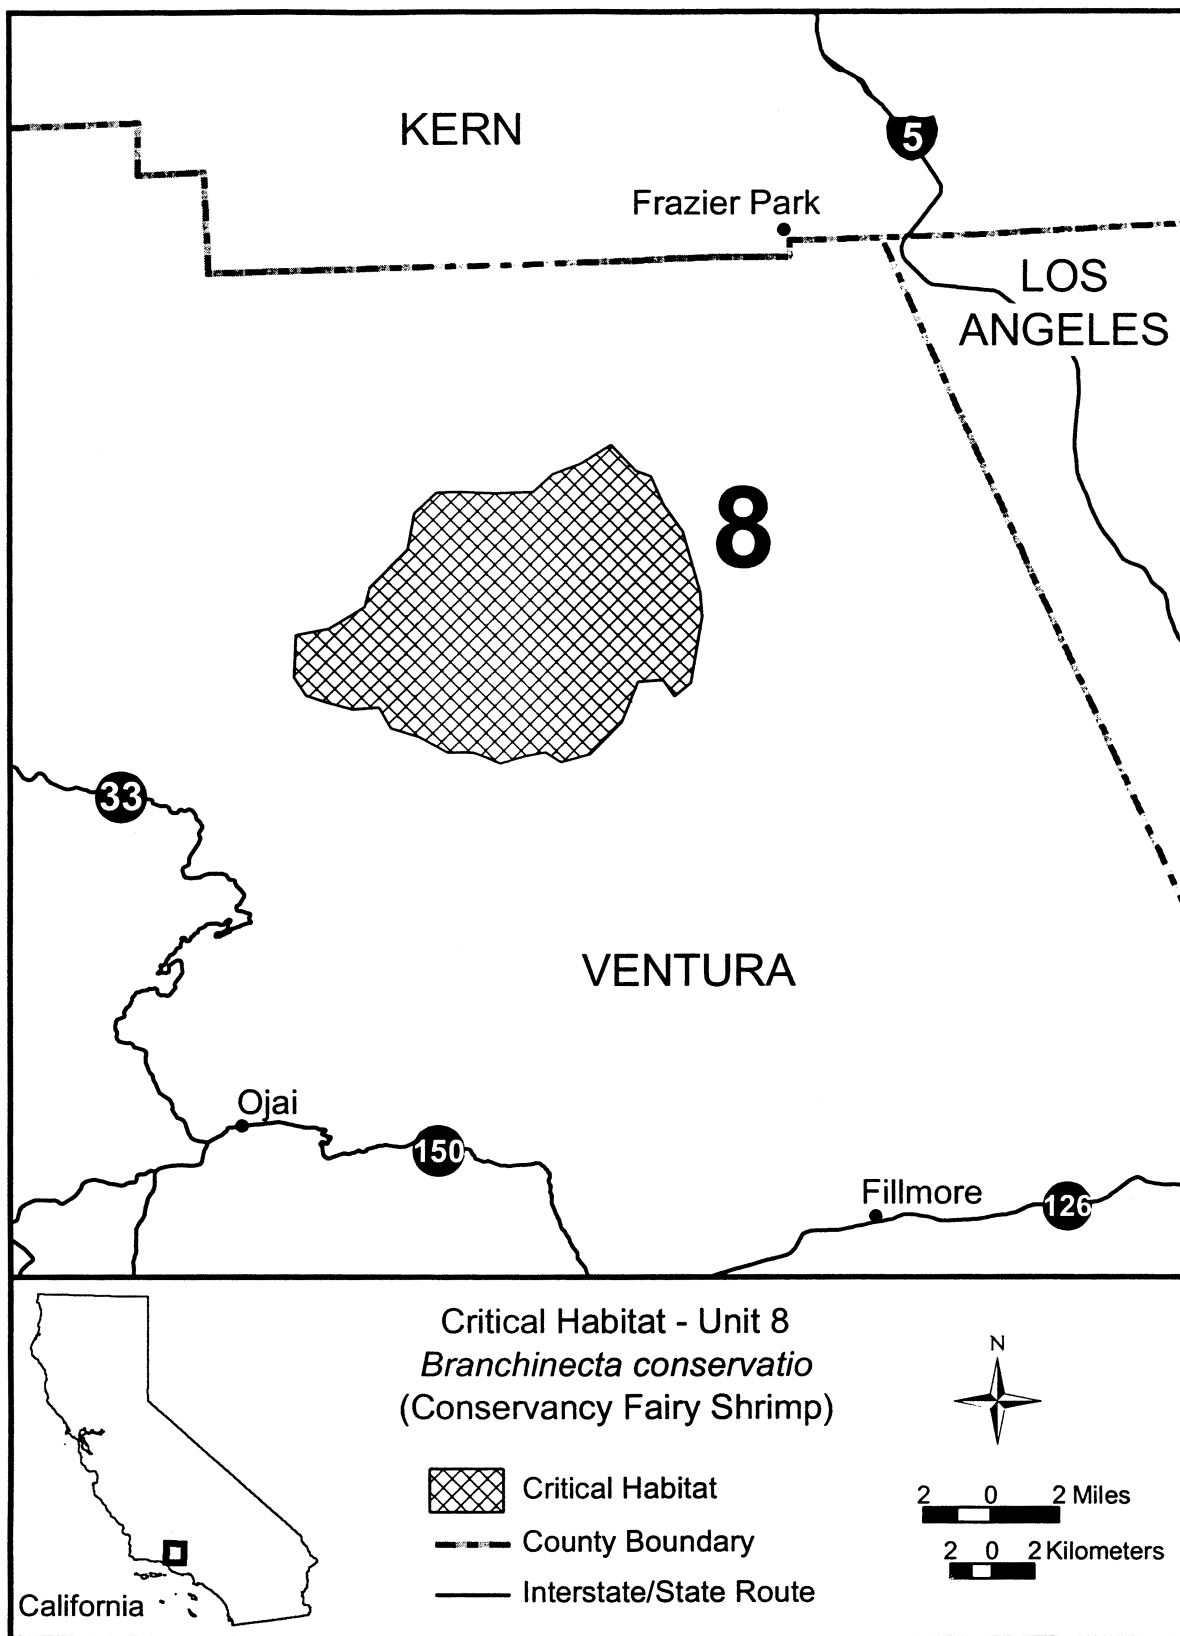 KERN
5
Frazier Park
LOS
ANGELES
8
33
VENTURA
Ojai
150
Fillmore
126
Critical Habitat - Unit 8
Branchinecta conservatio
(Conservancy Fairy Shrimp)
N
Critical Habitat
County Boundary
Interstate/State Route
2 0 2 Miles
2 0 2 Kilometers
California